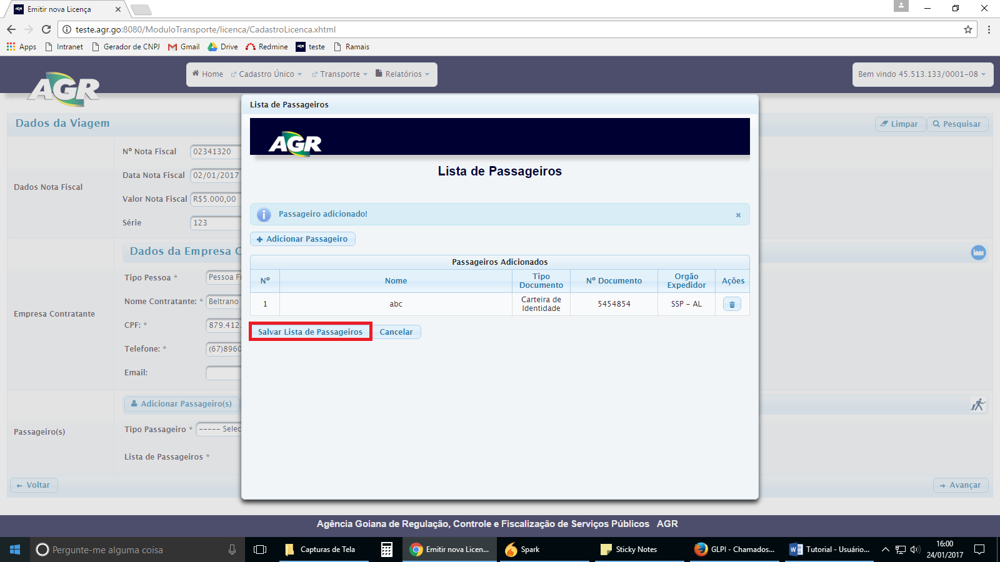 Emitir nova Licença
teste.agr.go:8080/ModuloTransporte/licenca/CadastroLicenca.xhtml
Apps Intranet Gerador de CNPJ Gmail Drive Redmine AGR teste Ramais
AGR
Home Cadastro Único Transporte Relatórios
Bem vindo 45.513.133/0001-08
Dados da Viagem
Limpar Pesquisar
Dados Nota Fiscal
Nº Nota Fiscal 02341320
Data Nota Fiscal 02/01/2017
Valor Nota Fiscal R$5.000,00
Série 123
Empresa Contratante
Dados da Empresa C
Tipo Pessoa * Pessoa Fi
Nome Contratante: * Beltrano
CPF: * 879.412.
Telefone: * (67)8960
Email:
Passageiro(s)
Adicionar Passageiro(s)
Tipo Passageiro * ----- Selec
Lista de Passageiros *
Voltar
Avançar
Lista de Passageiros
AGR
Lista de Passageiros
Passageiro adicionado!
Adicionar Passageiro
Passageiros Adicionados
Nº Nome Tipo Documento Nº Documento Orgão Expedidor Ações
1 abc Carteira de Identidade 5454854 SSP - AL
Salvar Lista de Passageiros Cancelar
Agência Goiana de Regulação, Controle e Fiscalização de Serviços Públicos AGR
Pergunte-me alguma coisa
Capturas de Tela
Emitir nova Licen...
Spark
Sticky Notes
GLPI - Chamados...
Tutorial - Usuário...
16:00
24/01/2017